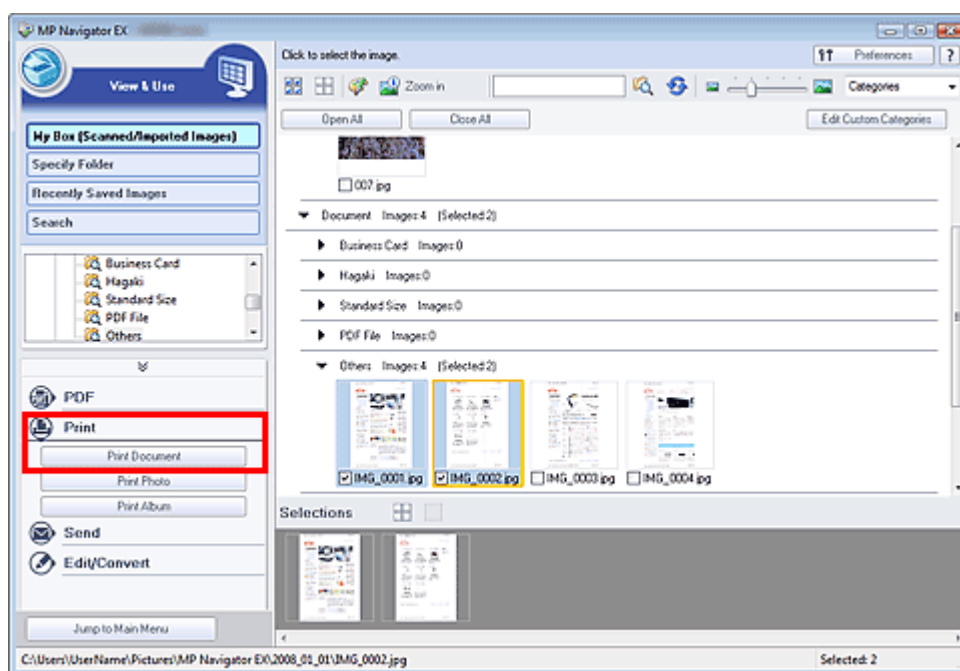 MP Navigator EX
View & Use
Click to select the image.
Preferences
?
Zoom in
Categories
Open All
Close All
Edit Custom Categories
My Box (Scanned/Imported Images)
Specify Folder
Recently Saved Images
Search
Business Card
Hagaki
Standard Size
PDF File
Others
PDF
Print
Print Document
Print Photo
Print Album
Send
Edit/Convert
Jump to Main Menu
007.jpg
Document Images:4 (Selected:2)
Business Card Images:0
Hagaki Images:0
Standard Size Images:0
PDF File Images:0
Others Images:4 (Selected:2)
IMG_0001.jpg IMG_0002.jpg IMG_0003.jpg IMG_0004.jpg
Selections
C:\Users\UserName\Pictures\MP Navigator EX\2008_01_01\IMG_0002.jpg
Selected: 2